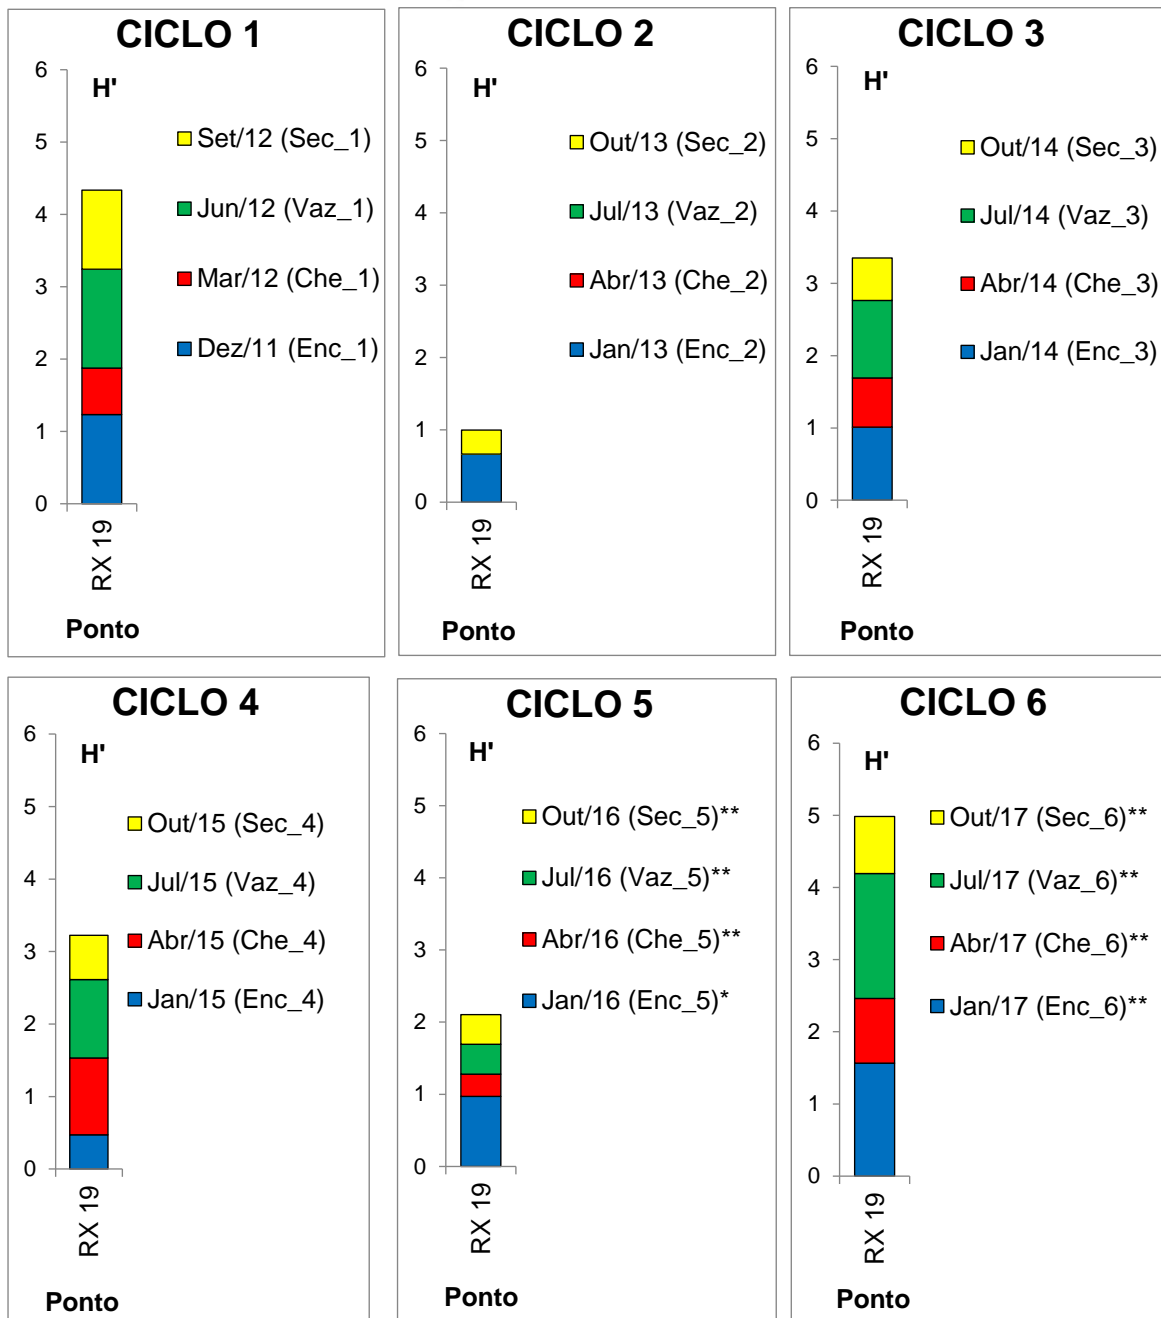 CICLO 1
6
H'
5
4
3
2
1
0
Set/12 (Sec_1)
Jun/12 (Vaz_1)
Mar/12 (Che_1)
Dez/11 (Enc_1)
RX 19
Ponto
CICLO 2
6
H'
5
4
3
2
1
0
Out/13 (Sec_2)
Jul/13 (Vaz_2)
Abr/13 (Che_2)
Jan/13 (Enc_2)
RX 19
Ponto
CICLO 3
6
H'
5
4
3
2
1
0
Out/14 (Sec_3)
Jul/14 (Vaz_3)
Abr/14 (Che_3)
Jan/14 (Enc_3)
RX 19
Ponto
CICLO 4
6
H'
5
4
3
2
1
0
Out/15 (Sec_4)
Jul/15 (Vaz_4)
Abr/15 (Che_4)
Jan/15 (Enc_4)
RX 19
Ponto
CICLO 5
6
H'
5
4
3
2
1
0
Out/16 (Sec_5)**
Jul/16 (Vaz_5)**
Abr/16 (Che_5)**
Jan/16 (Enc_5)*
RX 19
Ponto
CICLO 6
6
H'
5
4
3
2
1
0
Out/17 (Sec_6)**
Jul/17 (Vaz_6)**
Abr/17 (Che_6)**
Jan/17 (Enc_6)**
RX 19
Ponto